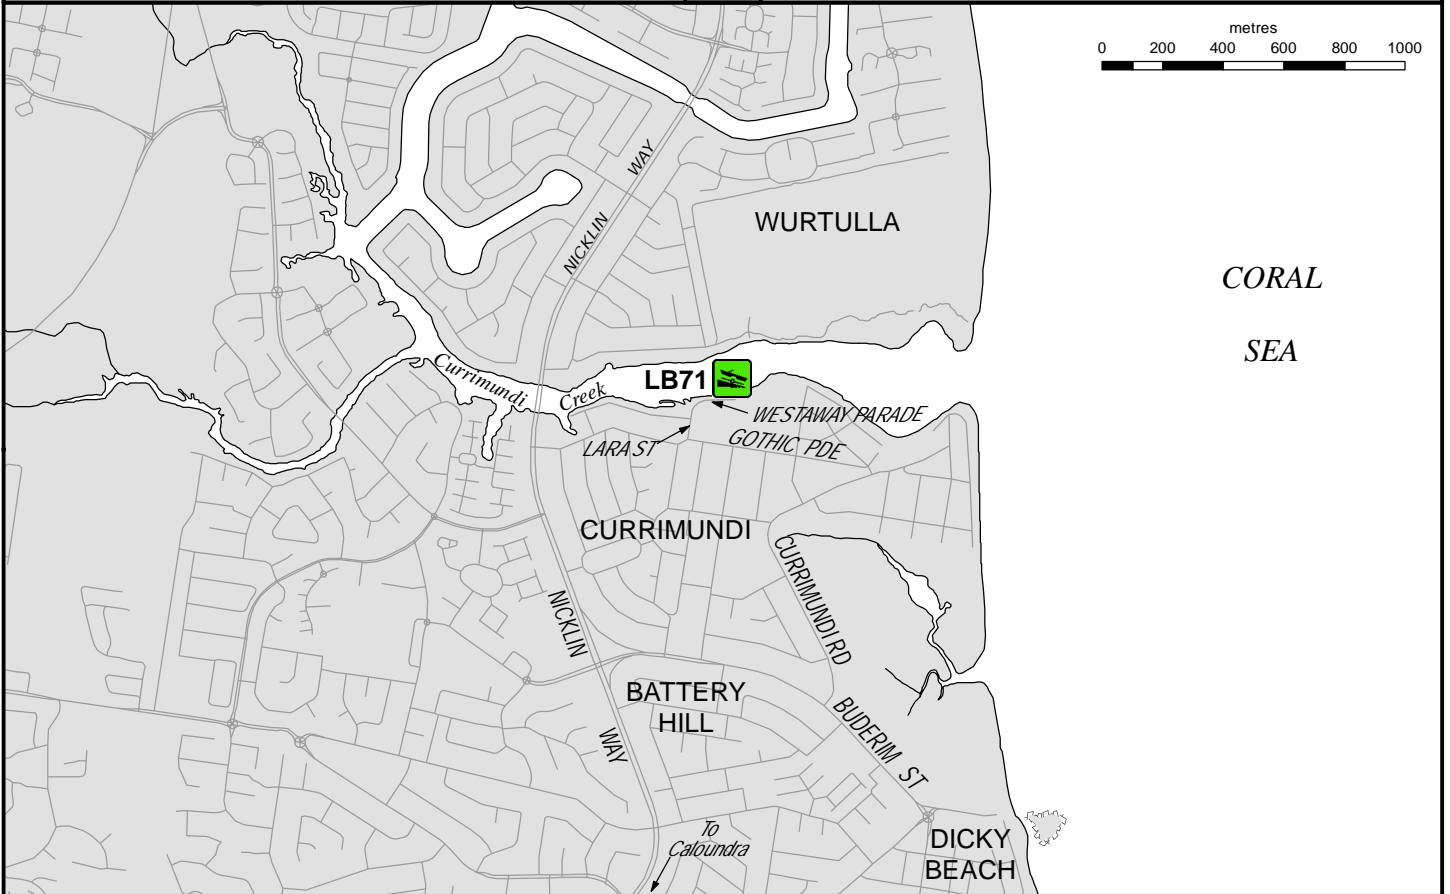 metres
0 200 400 600 800 1000
WAY
NICKLIN
WURTULLA
CORAL
SEA
Currimundi
Creek
LB71
WESTAWAY PARADE
LARA ST
GOTHIC PDE
CURRIMUNDI
CURRIMUNDI RD
NICKLIN
BATTERY
HILL
BUDERIM ST
WAY
To
Caloundra
DICKY
BEACH